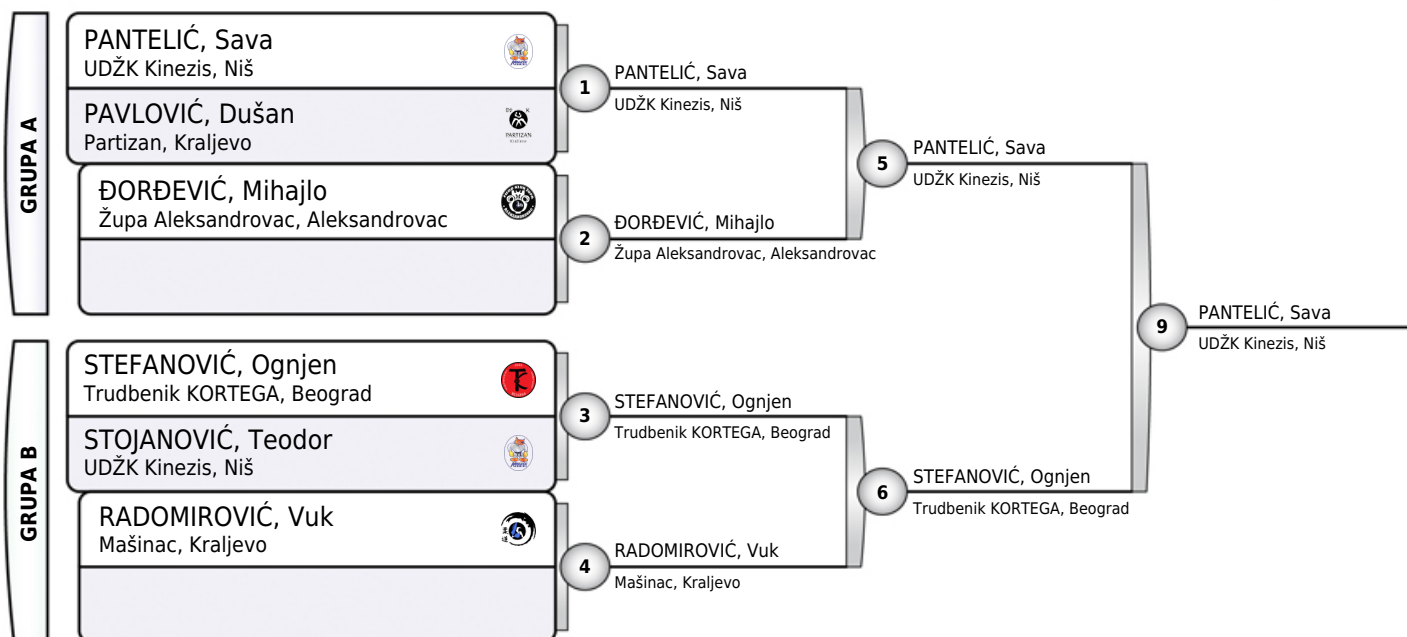 GRUPA A
PANTELIĆ, Sava
UDŽK Kinezis, Niš
PAVLOVIĆ, Dušan
Partizan, Kraljevo
PARTIZAN
ĐORĐEVIĆ, Mihajlo
Župa Aleksandrovac, Aleksandrovac
1
PANTELIĆ, Sava
UDŽK Kinezis, Niš
2
ĐORĐEVIĆ, Mihajlo
Župa Aleksandrovac, Aleksandrovac
5
PANTELIĆ, Sava
UDŽK Kinezis, Niš
GRUPA B
STEFANOVIĆ, Ognjen
Trudbenik KORTEGA, Beograd
STOJANOVIĆ, Teodor
UDŽK Kinezis, Niš
RADOMIROVIĆ, Vuk
Mašinac, Kraljevo
3
STEFANOVIĆ, Ognjen
Trudbenik KORTEGA, Beograd
4
RADOMIROVIĆ, Vuk
Mašinac, Kraljevo
6
STEFANOVIĆ, Ognjen
Trudbenik KORTEGA, Beograd
9
PANTELIĆ, Sava
UDŽK Kinezis, Niš